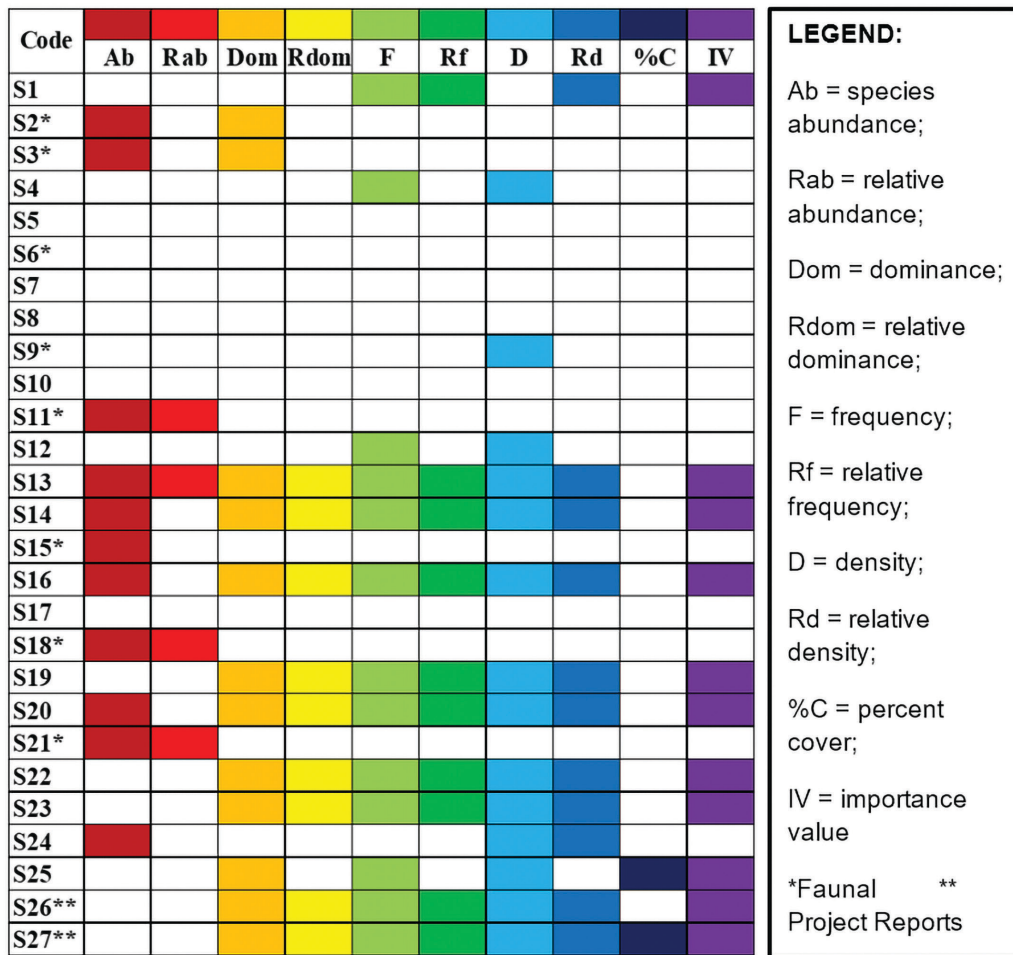 Code
Ab Rab Dom Rdom F Rf D Rd %C IV
S1
S2*
S3*
S4
S5
S6*
S7
S8
S9*
S10
S11*
S12
S13
S14
S15*
S16
S17
S18*
S19
S20
S21*
S22
S23
S24
S25
S26**
S27**
LEGEND:
Ab = species
abundance;
Rab = relative
abundance;
Dom = dominance;
Rdom = relative
dominance;
F = frequency;
Rf = relative
frequency;
D = density;
Rd = relative
density;
%C = percent
cover;
IV = importance
value
*Faunal **
Project Reports